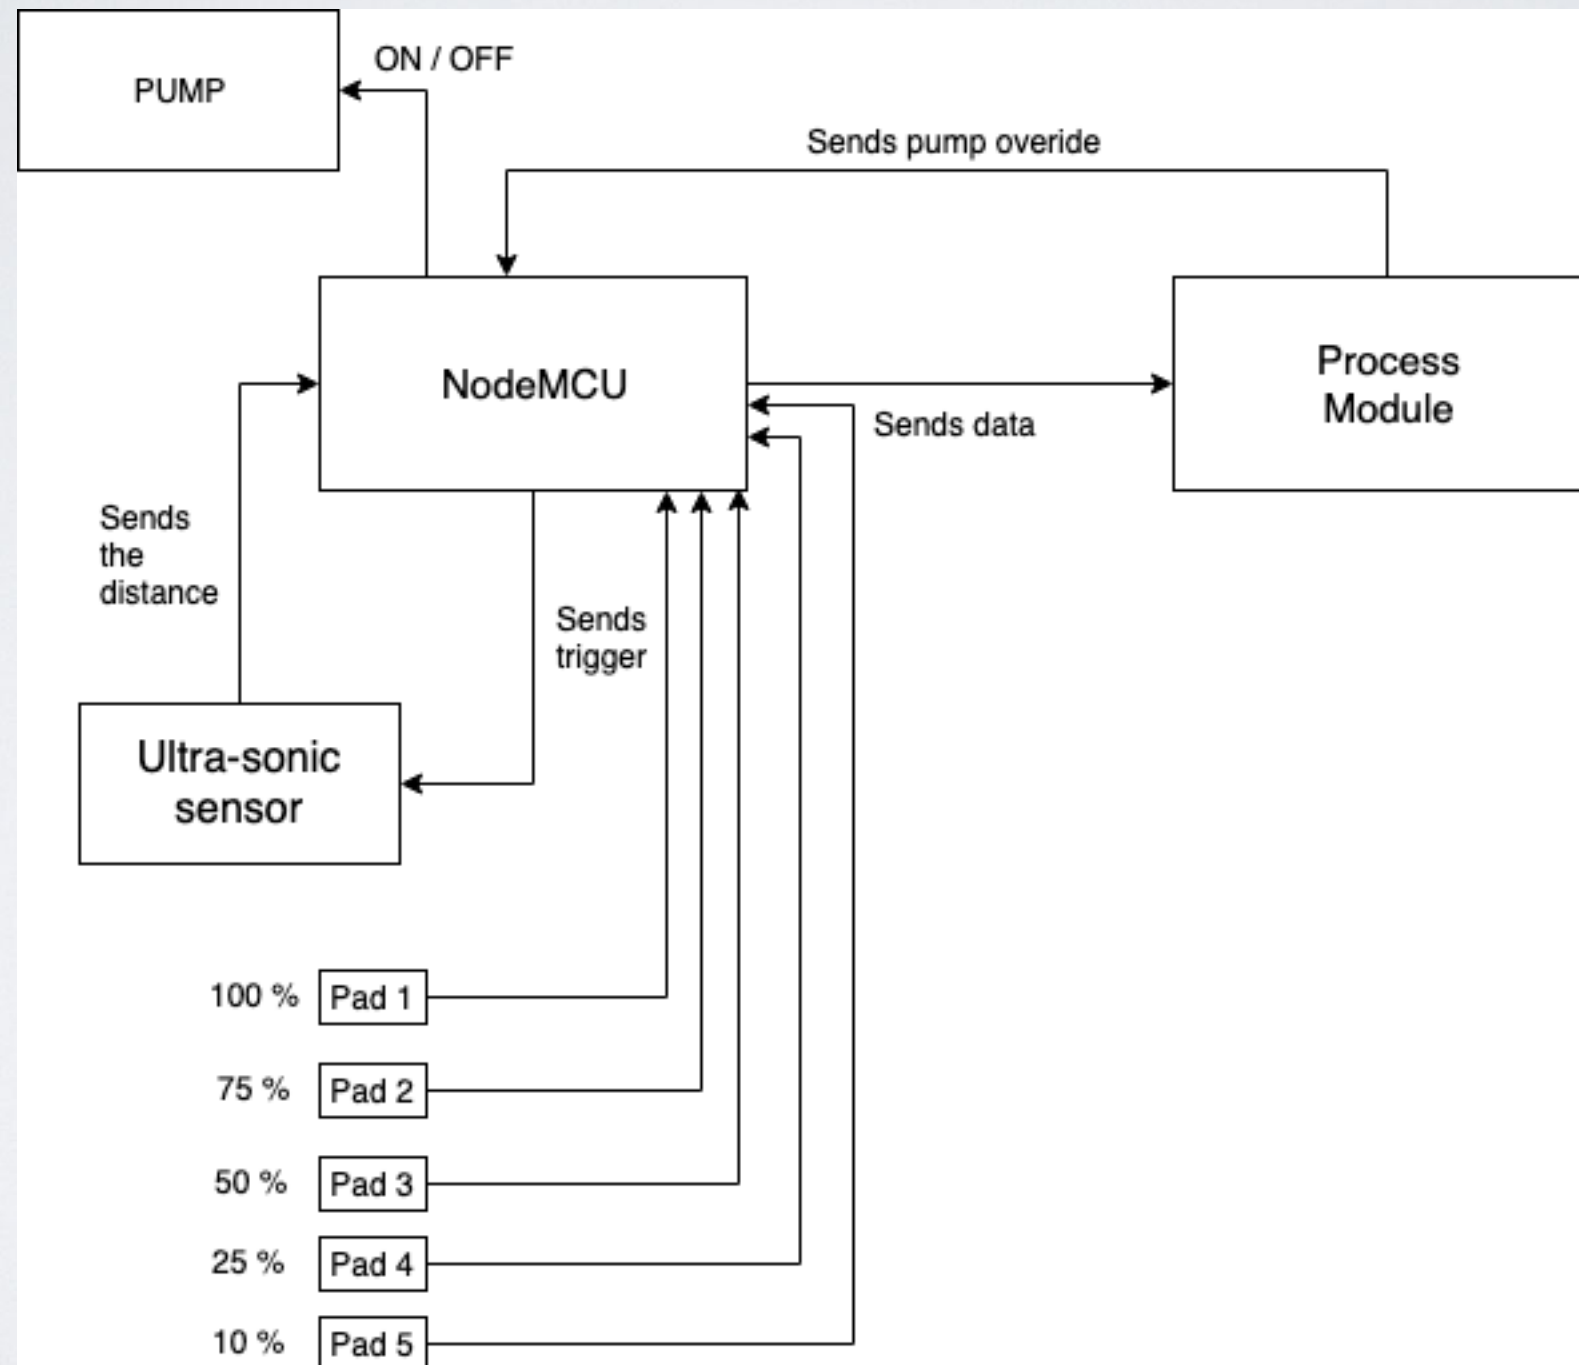 PUMP
ON / OFF
Sends pump overide
NodeMCU
Process
Module
Sends data
Sends
the
distance
Sends
trigger
Ultra-sonic
sensor
100 % Pad 1
75 % Pad 2
50 % Pad 3
25 % Pad 4
10 % Pad 5